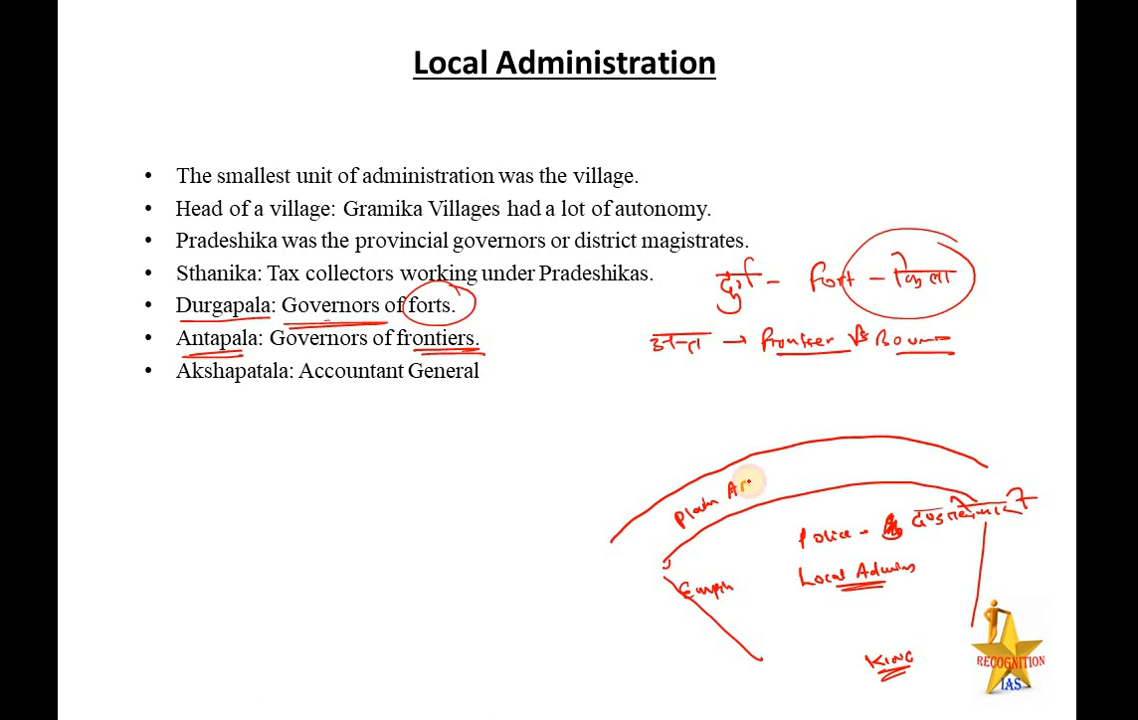 Local Administration
• The smallest unit of administration was the village.
• Head of a village: Gramika Villages had a lot of autonomy.
• Pradeshika was the provincial governors or district magistrates.
• Sthanika: Tax collectors working under Pradeshikas.
• Durgapala: Governors of forts.
• Antapala: Governors of frontiers.
• Akshapatala: Accountant General
दुर्ग - Fort - किला
अन्त → Frontier Vs
Police -
Local Admin
King
RECOGNITION
IAS